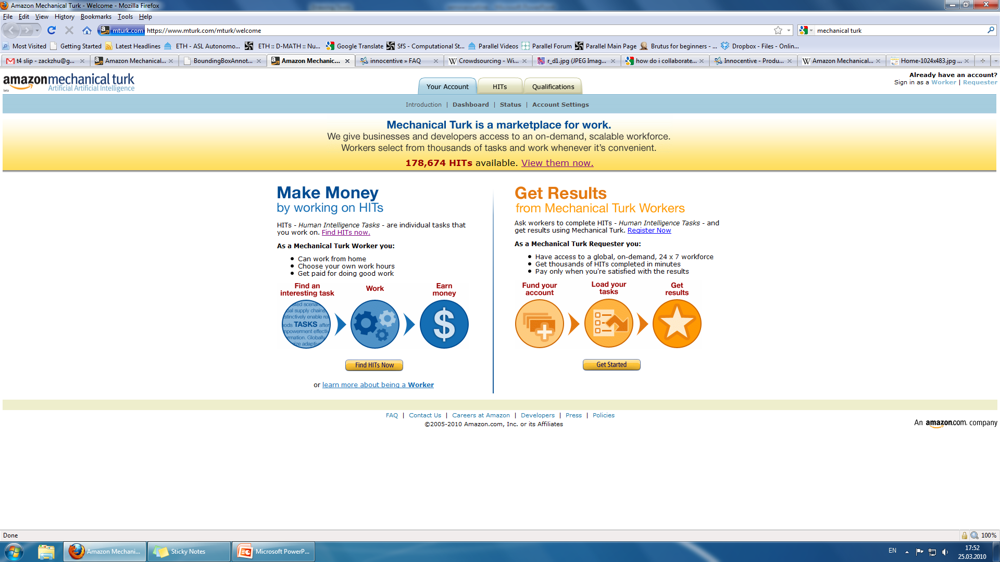 Amazon Mechanical Turk - Welcome - Mozilla Firefox
File Edit View History Bookmarks Tools Help
mturk.com https://www.mturk.com/mturk/welcome mechanical turk
Most Visited Getting Started Latest Headlines ETH - ASL Autonomo... ETH :: D-MATH :: Nu... Google Translate SfS - Computational St... Parallel Videos Parallel Forum Parallel Main Page Brutus for beginners - ... Dropbox - Files - Onlin...
t4 slip - zackzhu@g... Amazon Mechanical... BoundingBoxAnnot... Amazon Mechanic... innocentive » FAQ Crowdsourcing - Wi... r_d1.jpg (JPEG Imag... how do i collaborate... Innocentive - Produ... Amazon Mechanical... Home-1024x483.jpg ...
Already have an account?
Sign in as a Worker | Requester
amazonmechanical turk
beta Artificial Artificial Intelligence
Your Account HITs Qualifications
Introduction | Dashboard | Status | Account Settings
Mechanical Turk is a marketplace for work.
We give businesses and developers access to an on-demand, scalable workforce.
Workers select from thousands of tasks and work whenever it's convenient.
178,674 HITs available. View them now.
Make Money
by working on HITs
HITs - Human Intelligence Tasks - are individual tasks that
you work on. Find HITs now.
As a Mechanical Turk Worker you:
• Can work from home
• Choose your own work hours
• Get paid for doing good work
Find an
interesting task
Work
Earn
money
TASKS after
$
Find HITs Now
or learn more about being a Worker
Get Results
from Mechanical Turk Workers
Ask workers to complete HITs - Human Intelligence Tasks - and
get results using Mechanical Turk. Register Now
As a Mechanical Turk Requester you:
• Have access to a global, on-demand, 24 x 7 workforce
• Get thousands of HITs completed in minutes
• Pay only when you're satisfied with the results
Fund your
account
Load your
tasks
Get
results
Get Started
FAQ | Contact Us | Careers at Amazon | Developers | Press | Policies
©2005-2010 Amazon.com, Inc. or its Affiliates
An amazon.com. company
Done 100%
Amazon Mechani... Sticky Notes Microsoft PowerP... EN
17:52
25.03.2010